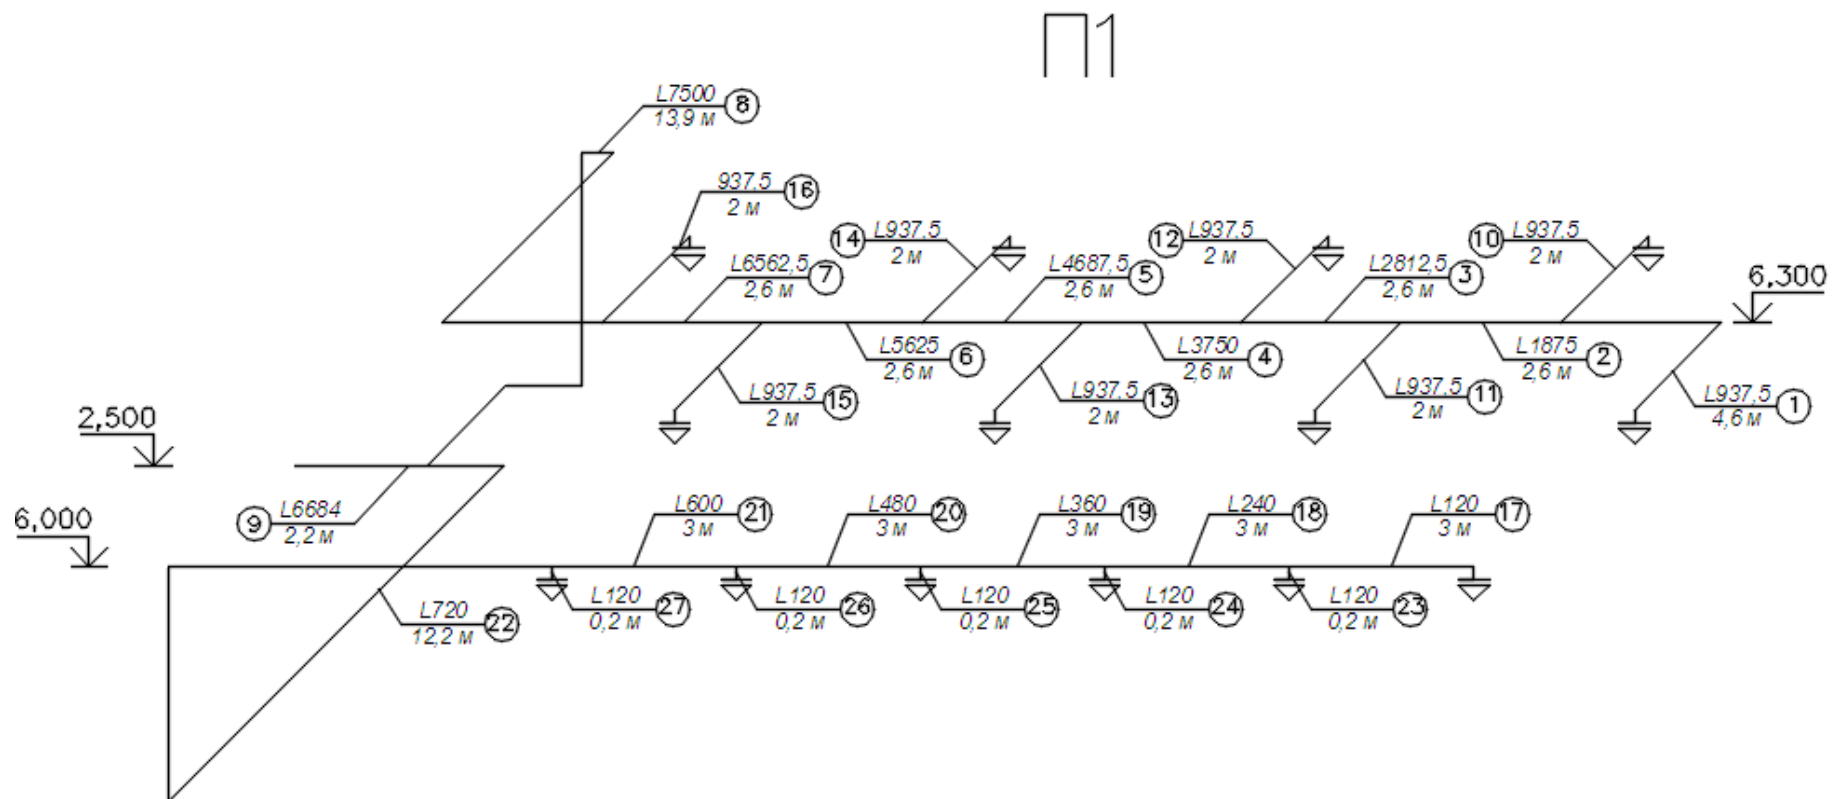 П1
L7500 8
13,9 м
937,5 16
2 м
14 L937,5
2 м
12 L937,5
2 м
10 L937,5
2 м
L6562,5 7
2,6 м
L4687,5 5
2,6 м
L2812,5 3
2,6 м
6,300
L5625 6
2,6 м
L3750 4
2,6 м
L1875 2
2,6 м
L937,5 15
2 м
L937,5 13
2 м
L937,5 11
2 м
L937,5 1
4,6 м
2,500
9 L6684
2,2 м
6,000
L600 21
3 м
L480 20
3 м
L360 19
3 м
L240 18
3 м
L120 17
3 м
L720 22
12,2 м
L120 27
0,2 м
L120 26
0,2 м
L120 25
0,2 м
L120 24
0,2 м
L120 23
0,2 м